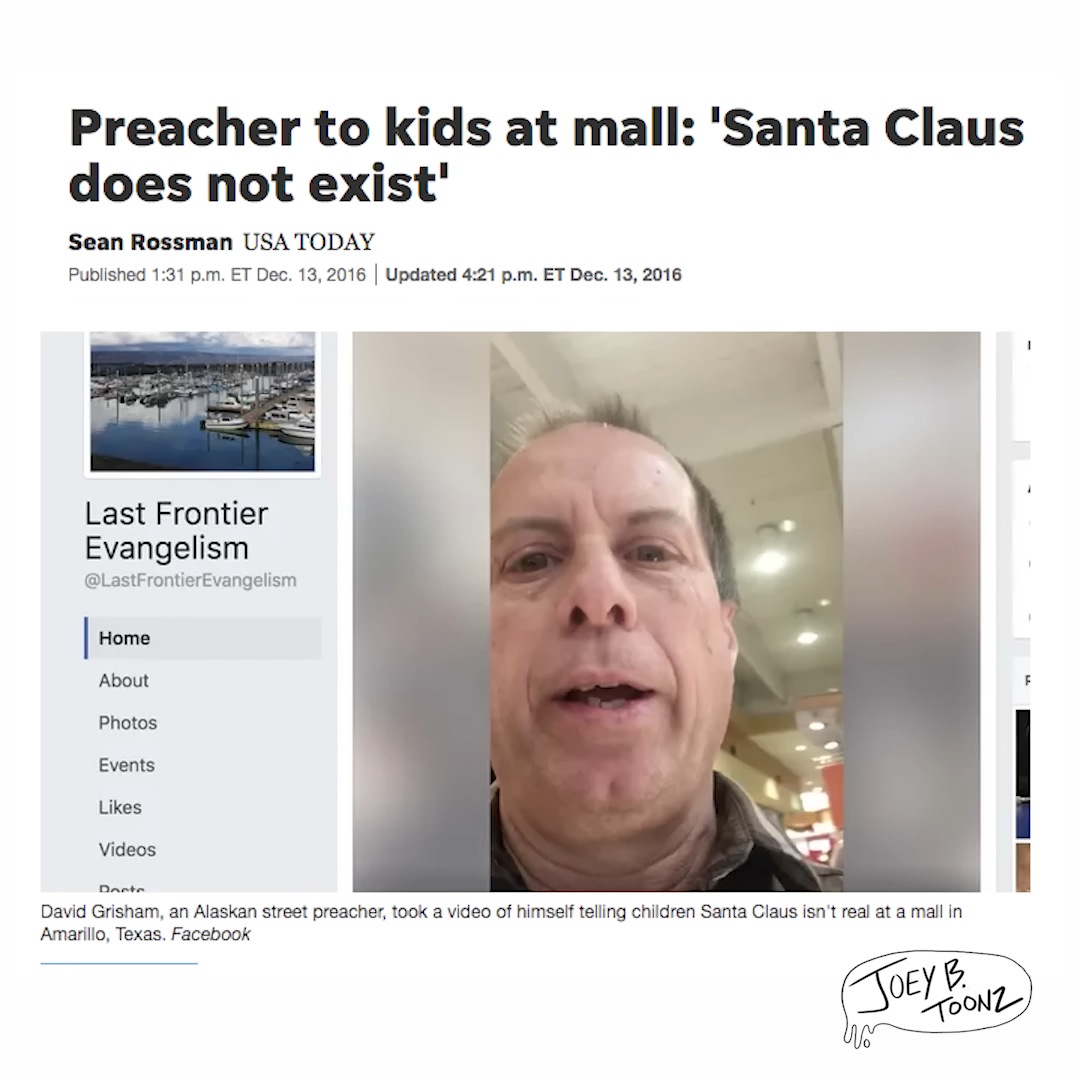 Preacher to kids at mall: 'Santa Claus
does not exist'
Sean Rossman USA TODAY
Published 1:31 p.m. ET Dec. 13, 2016 | Updated 4:21 p.m. ET Dec. 13, 2016
Last Frontier
Evangelism
@LastFrontierEvangelism
Home
About
Photos
Events
Likes
Videos
Posts
David Grisham, an Alaskan street preacher, took a video of himself telling children Santa Claus isn't real at a mall in
Amarillo, Texas. Facebook
JOEY B.
TOONZ